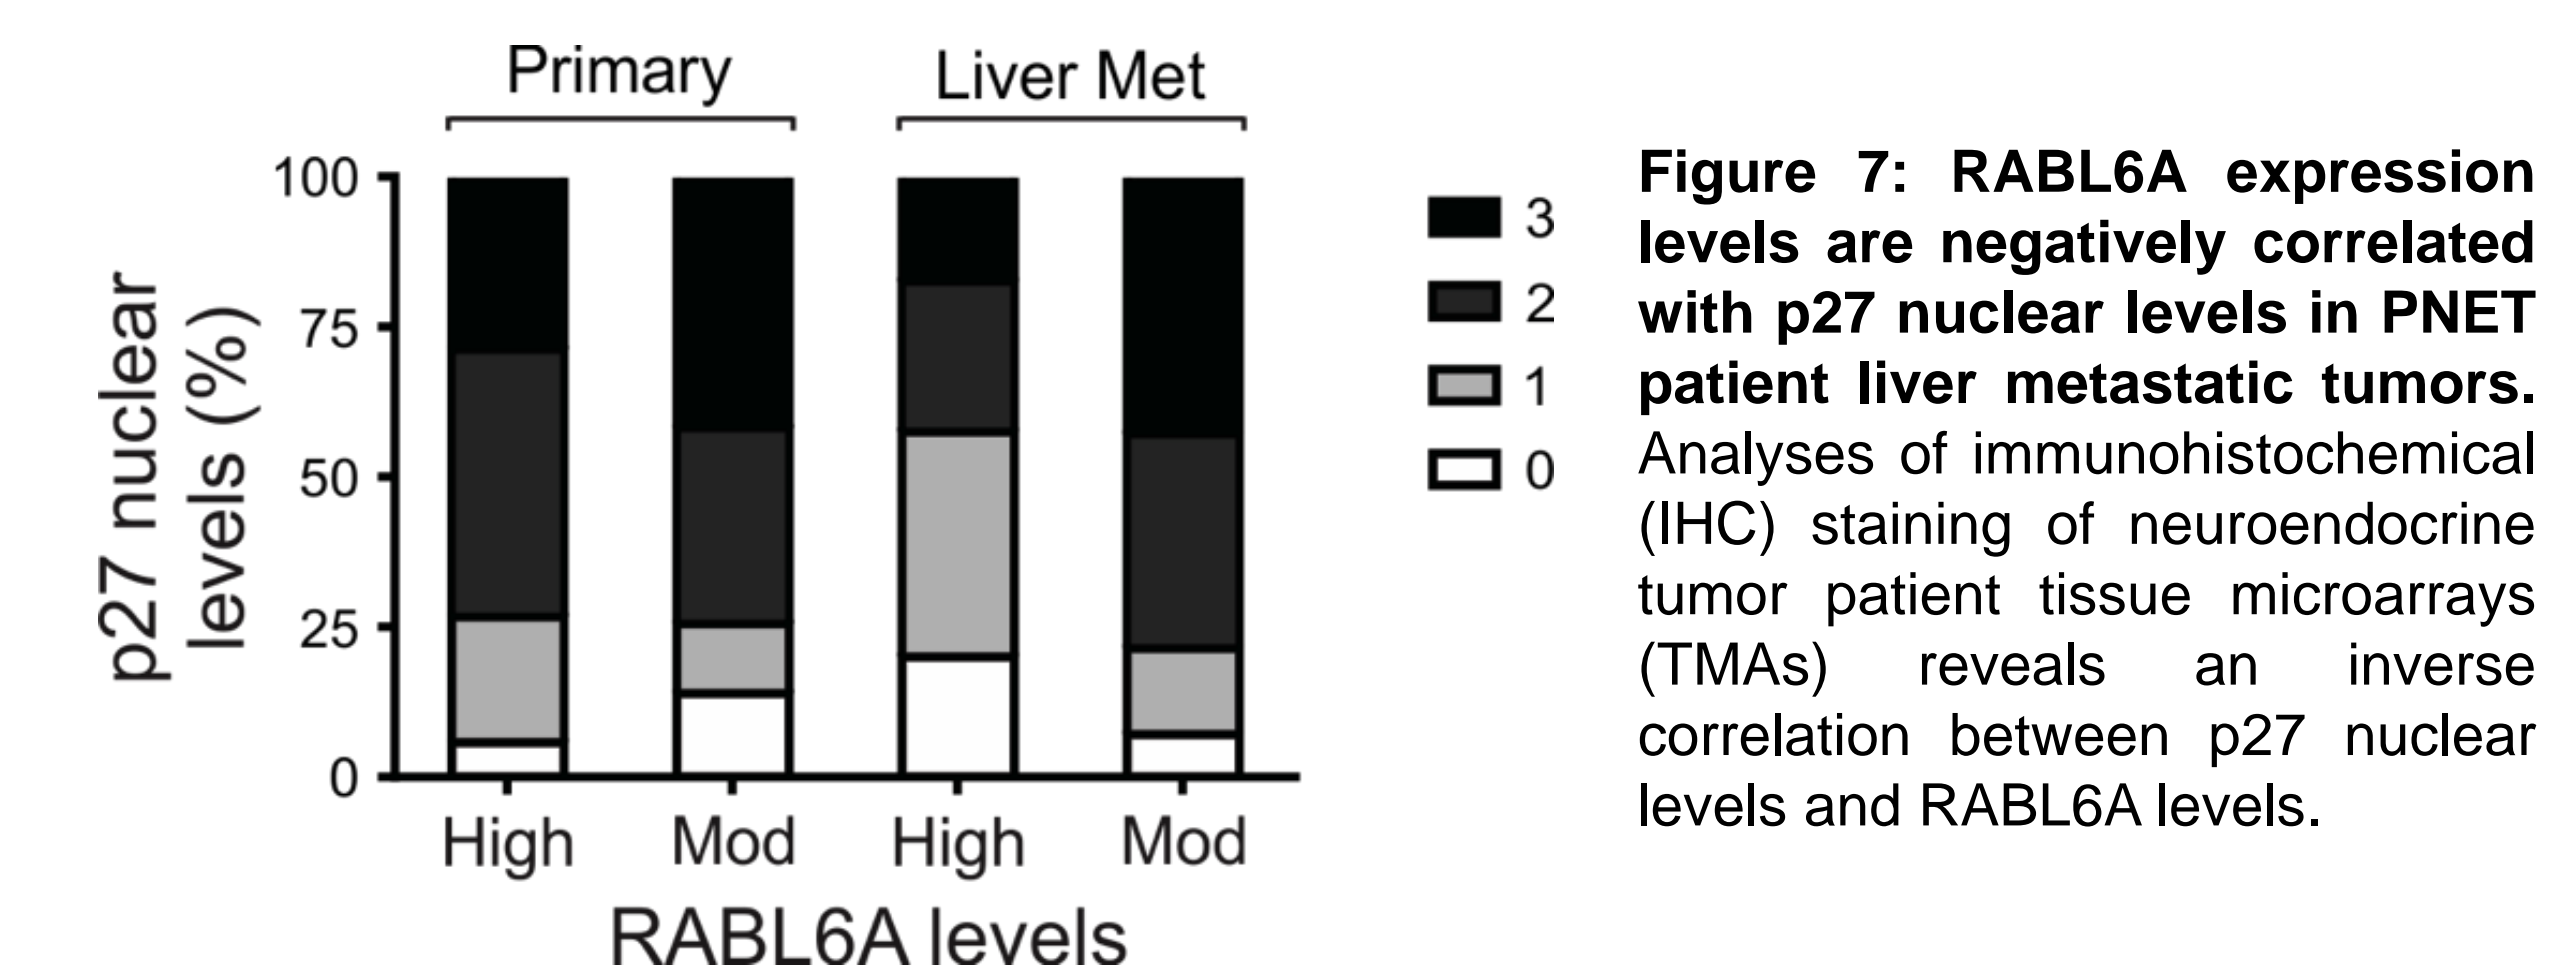 Primary
Liver Met
p27 nuclear
levels (%)
100
75
50
25
0
High
Mod
High
Mod
RABL6A levels
3
2
1
0
Figure 7: RABL6A expression
levels are negatively correlated
with p27 nuclear levels in PNET
patient liver metastatic tumors.
Analyses of immunohistochemical
(IHC) staining of neuroendocrine
tumor patient tissue microarrays
(TMAs) reveals an inverse
correlation between p27 nuclear
levels and RABL6A levels.